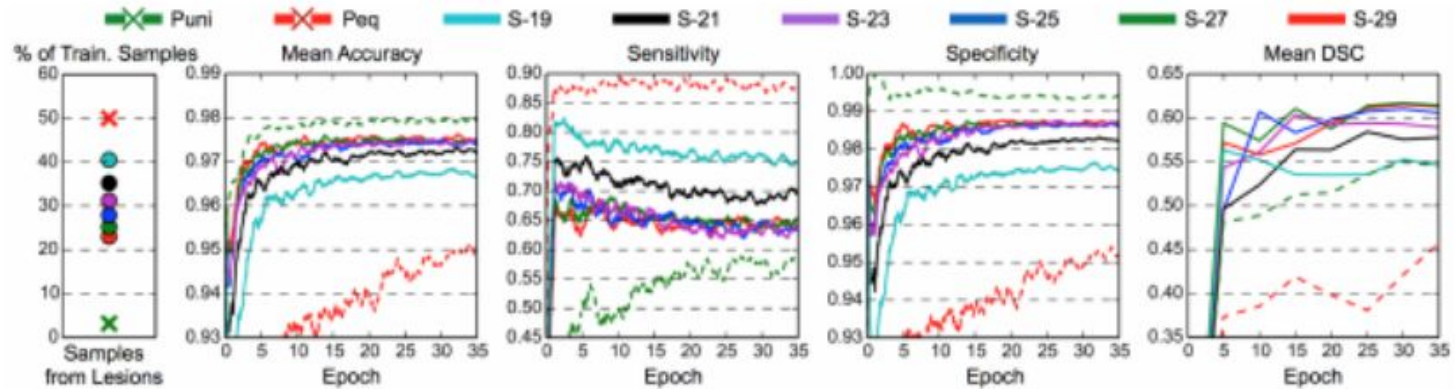 Puni Peq S-19 S-21 S-23 S-25 S-27 S-29
% of Train. Samples Mean Accuracy Sensitivity Specificity Mean DSC
60 0.99 0.90 1.00 0.65
50 0.98 0.85 0.99 0.60
40 0.97 0.80 0.98 0.55
30 0.96 0.75 0.97 0.50
20 0.95 0.70 0.96 0.45
10 0.94 0.65 0.95 0.40
0 0.93 0.60 0.94 0.35
0.55 0.93
0.50
0.45
0 5 10 15 20 25 30 35 0 5 10 15 20 25 30 35 0 5 10 15 20 25 30 35 0 5 10 15 20 25 30 35
Samples
from Lesions Epoch Epoch Epoch Epoch